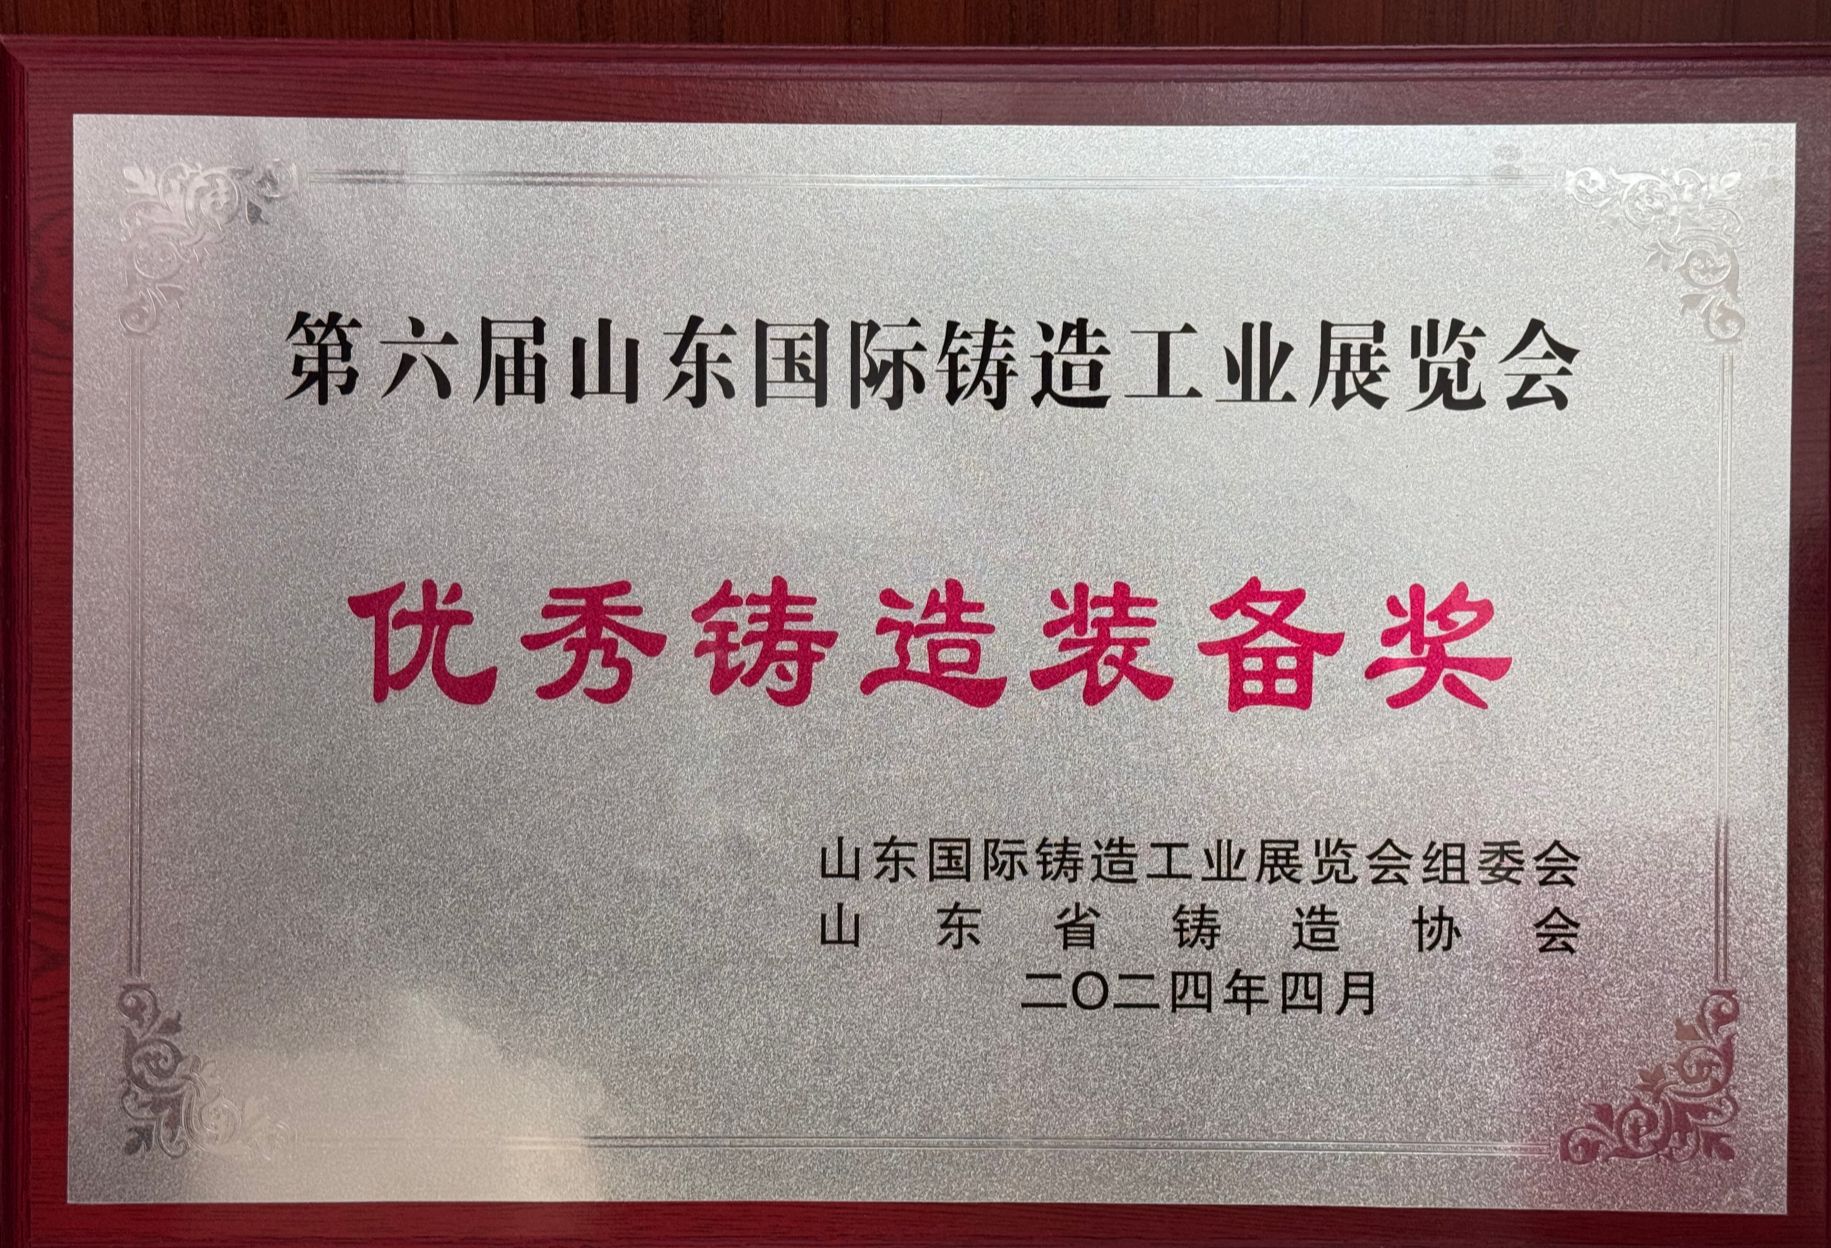 第六届山东国际铸造工业展览会
优秀铸造装备奖
山东国际铸造工业展览会组委会
山东省铸造协会
二〇二四年四月